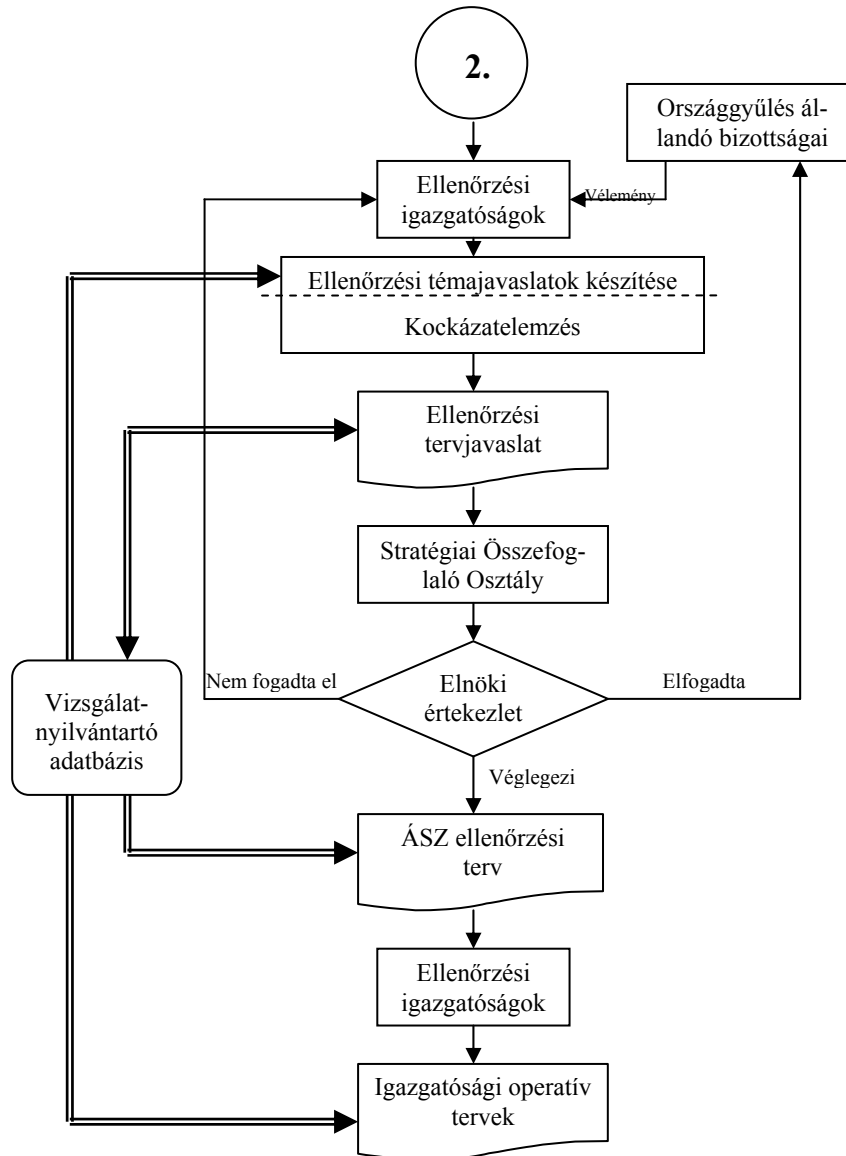 2.
Országgyűlés ál-
landó bizottságai
Ellenőrzési
igazgatóságok
Vélemény
Ellenőrzési témajavaslatok készítése
Kockázatelemzés
Ellenőrzési
tervjavaslat
Stratégiai Összefog-
laló Osztály
Nem fogadta el
Elnöki
értekezlet
Elfogadta
Vizsgálat-
nyilvántartó
adatbázis
Véglegezi
ÁSZ ellenőrzési
terv
Ellenőrzési
igazgatóságok
Igazgatósági operatív
tervek